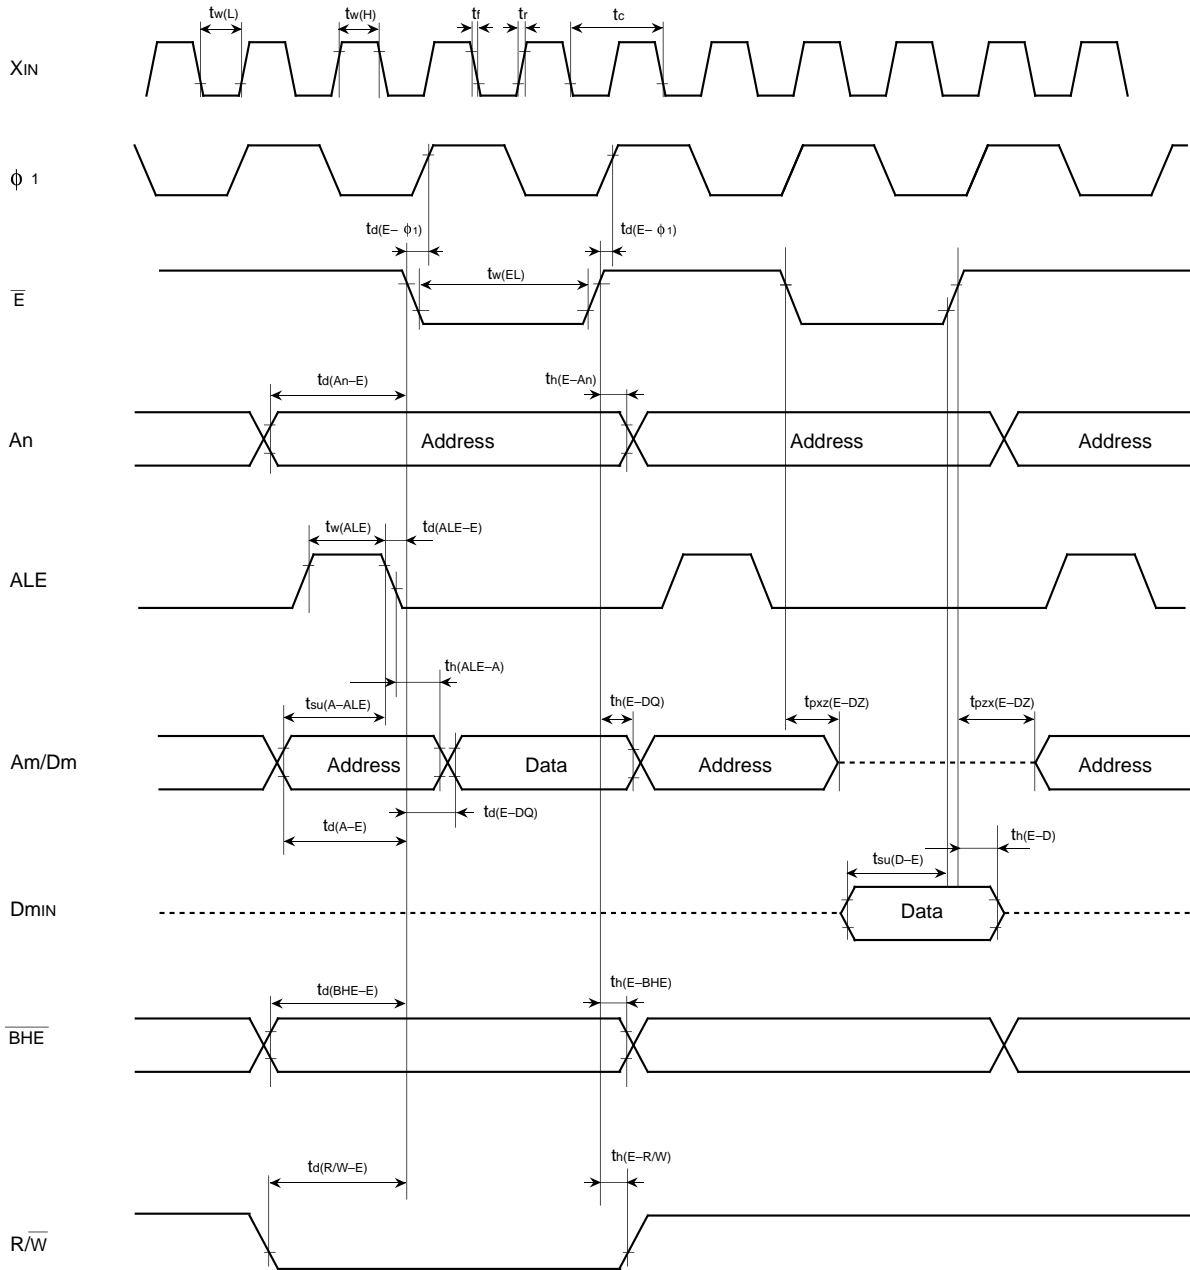 tw(L) tw(H) tf tr tc
XIN
ϕ 1
td(E– ϕ1) td(E– ϕ1)
tw(EL)
E
td(An–E) th(E–An)
An Address Address Address
tw(ALE) td(ALE–E)
ALE
th(ALE–A)
tsu(A–ALE) th(E–DQ) tpxz(E–DZ) tpzx(E–DZ)
Am/Dm Address Data Address Address
td(E–DQ)
td(A–E)
th(E–D)
tsu(D–E)
DmIN Data
td(BHE–E) th(E–BHE)
BHE
td(R/W–E) th(E–R/W)
R/W